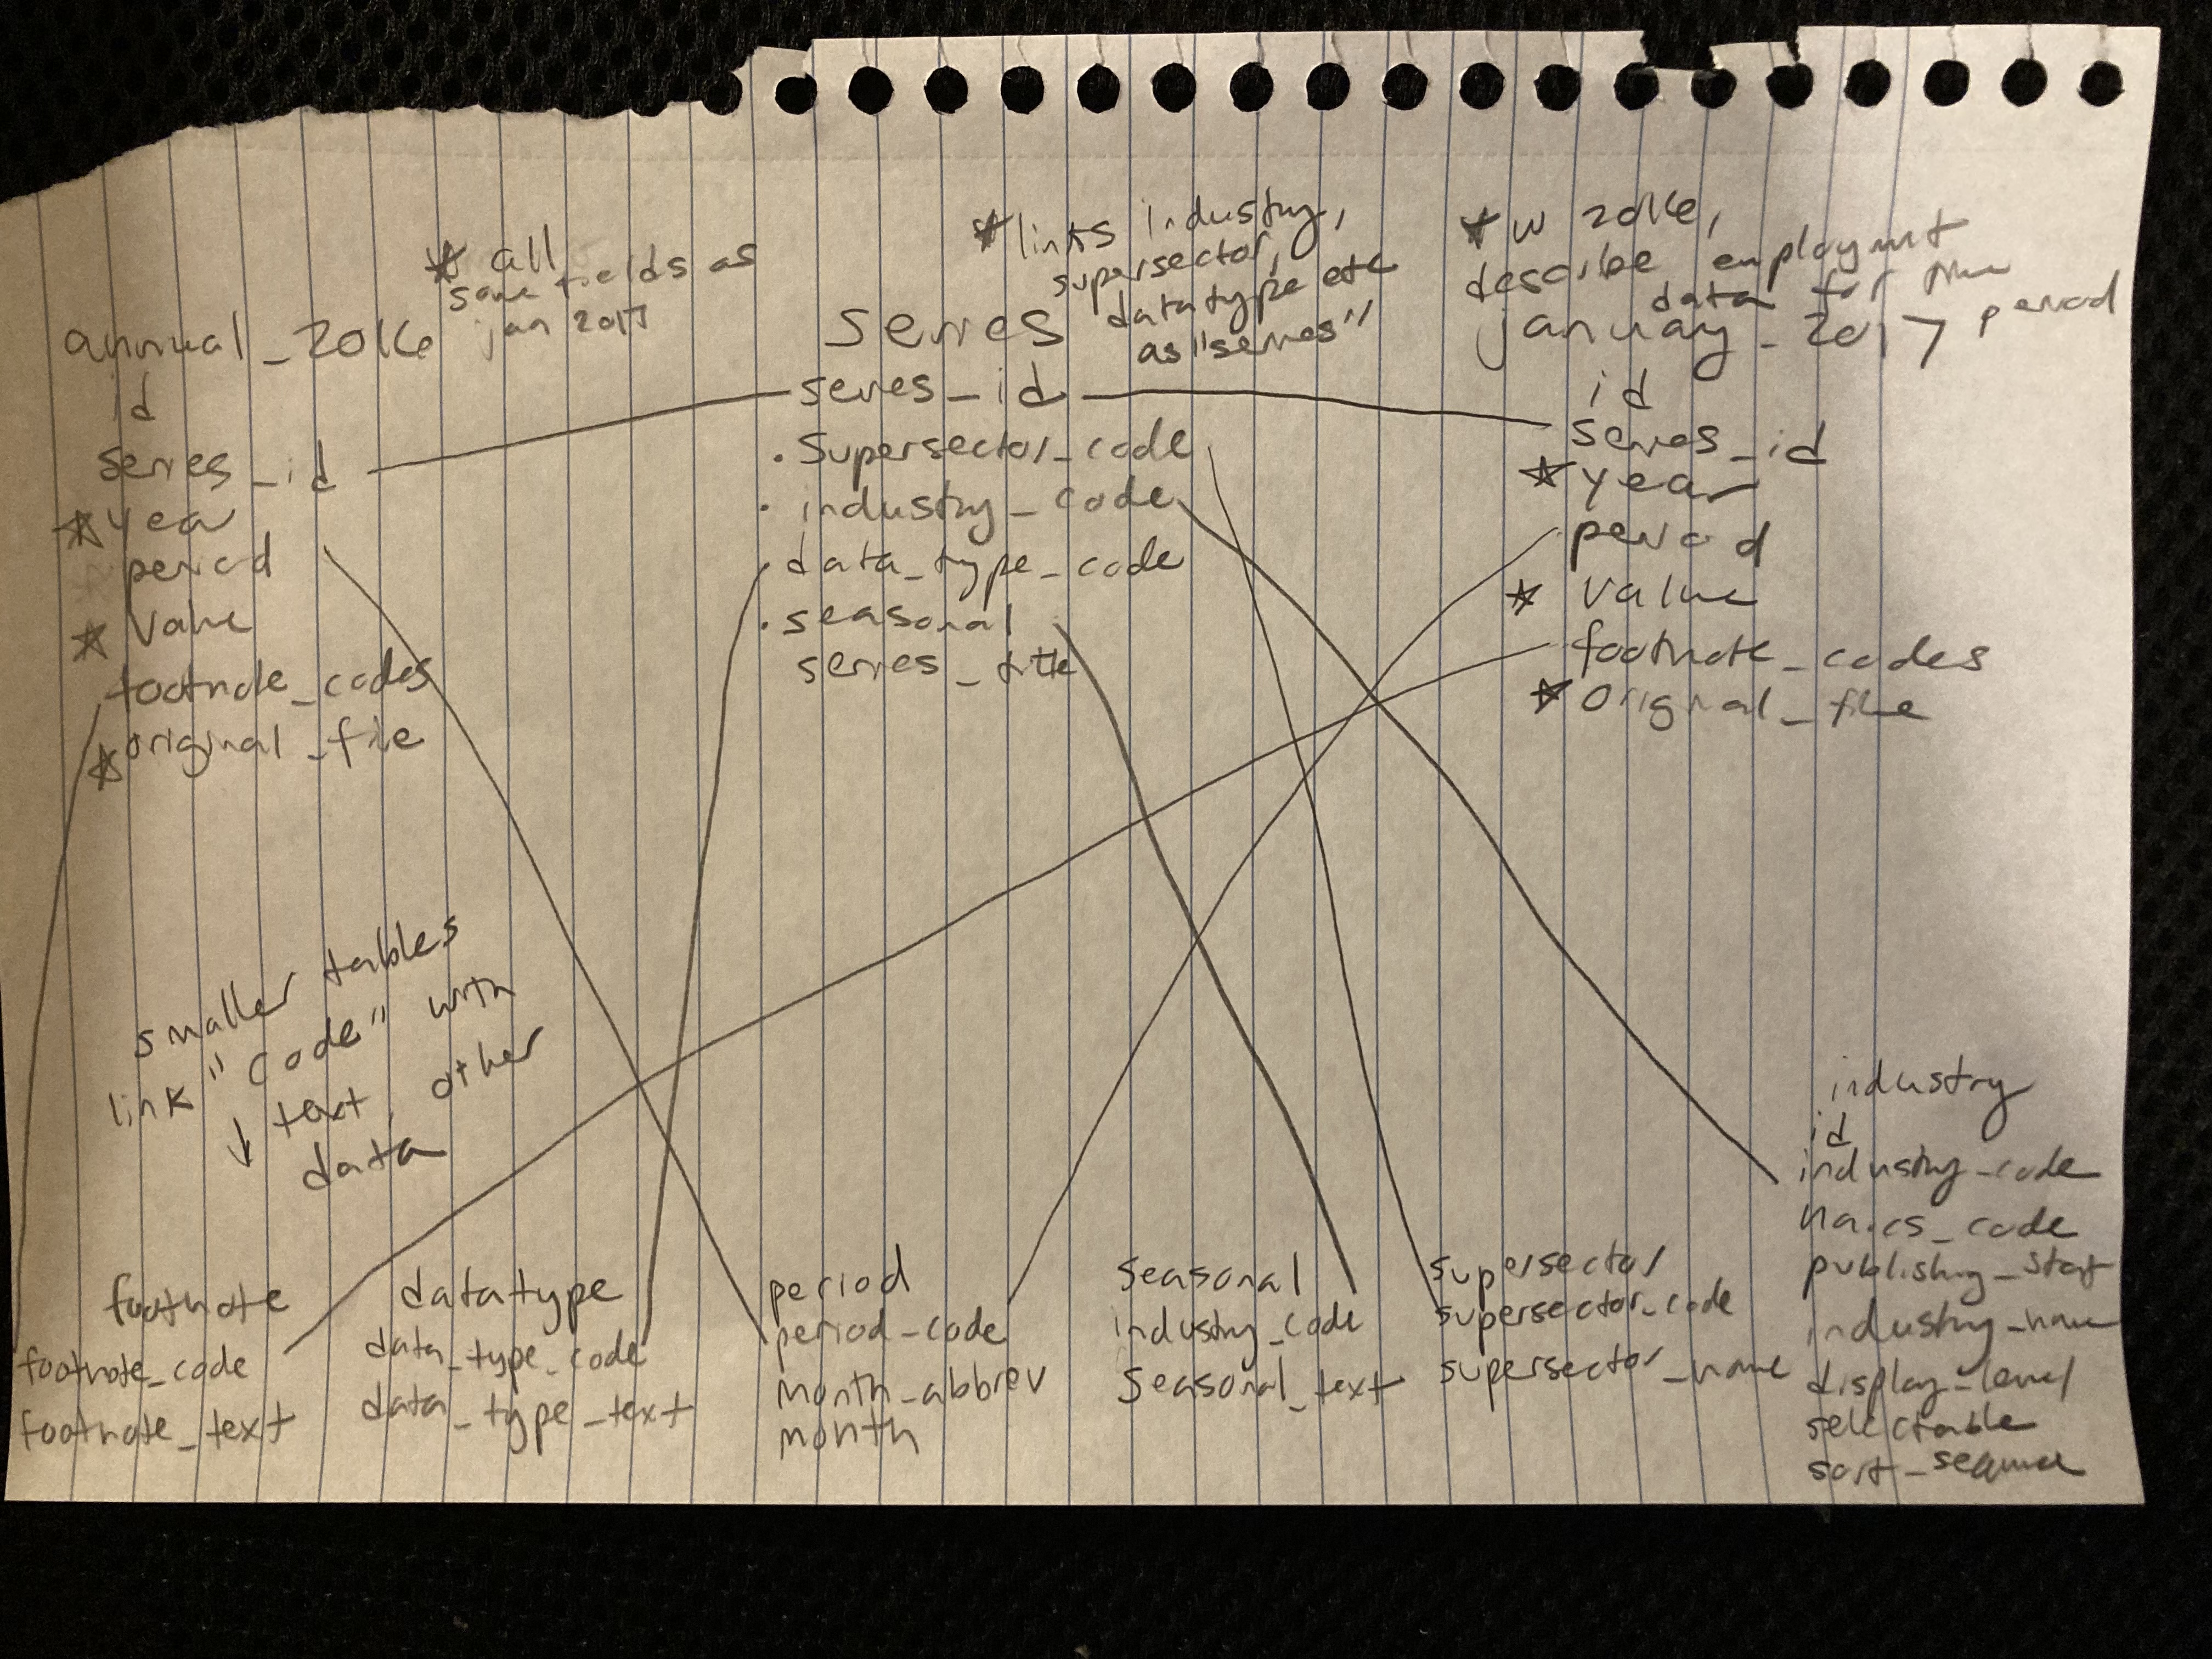 * all
same fields as
jan 2017
annual_2016
id
series_id
* year
period
* value
footnote_codes
* original_file
* links industry,
supersector,
datatype etc
as "series"
series
series_id
. supersector_code
. industry_code
. data_type_code
. seasonal
series_title
* w 2016,
describe employment
data for the
period
january_2017
id
series_id
* year
period
* value
footnote_codes
* original_file
smaller tables
link "code" with
↓ text, other
data
footnote
footnote_code
footnote_text
datatype
data_type_code
data_type_text
period
period_code
month_abbrev
month
seasonal
industry_code
seasonal_text
supersector
supersector_code
supersector_name
industry
id
industry_code
naics_code
publishing_stat
industry_name
display_level
selectable
sort_sequence